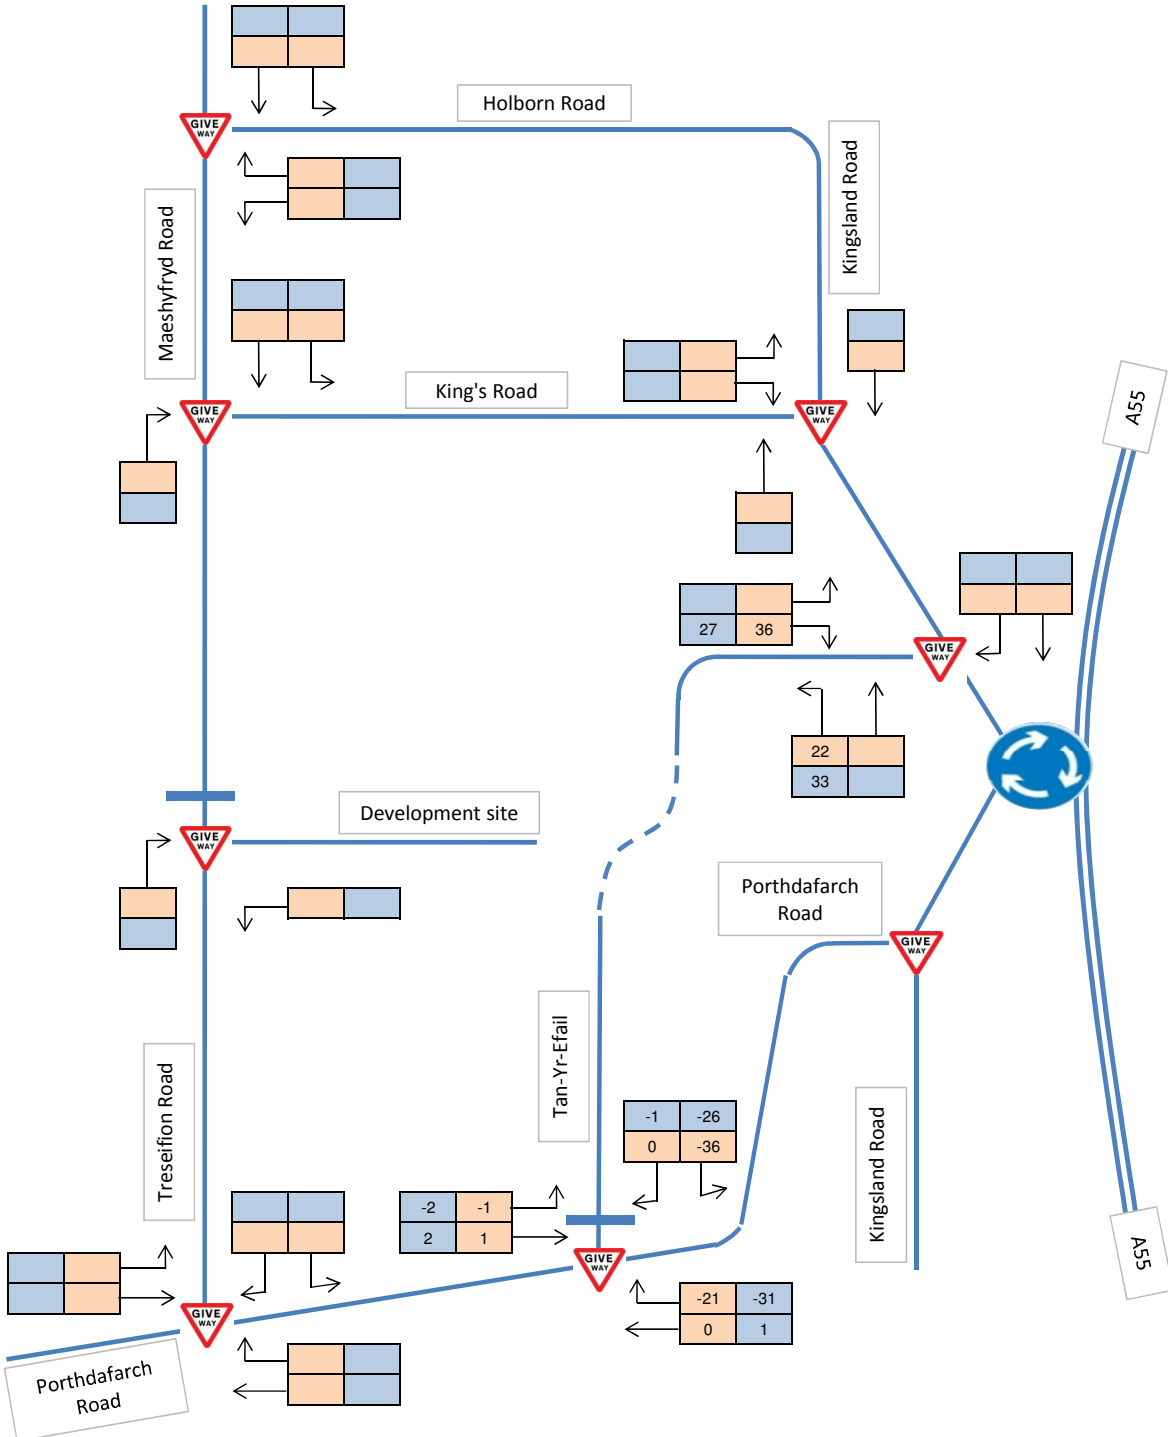 GIVE
WAY
Holborn Road
Kingsland Road
Maeshyfryd Road
King's Road
GIVE
WAY
GIVE
WAY
A55
27 36
GIVE
WAY
22
33
Development site
GIVE
WAY
Porthdafarch
Road
GIVE
WAY
Tan-Yr-Efail
Treseifion Road
Kingsland Road
-1 -26
0 -36
-2 -1
2 1
GIVE
WAY
A55
-21 -31
0 1
GIVE
WAY
Porthdafarch
Road